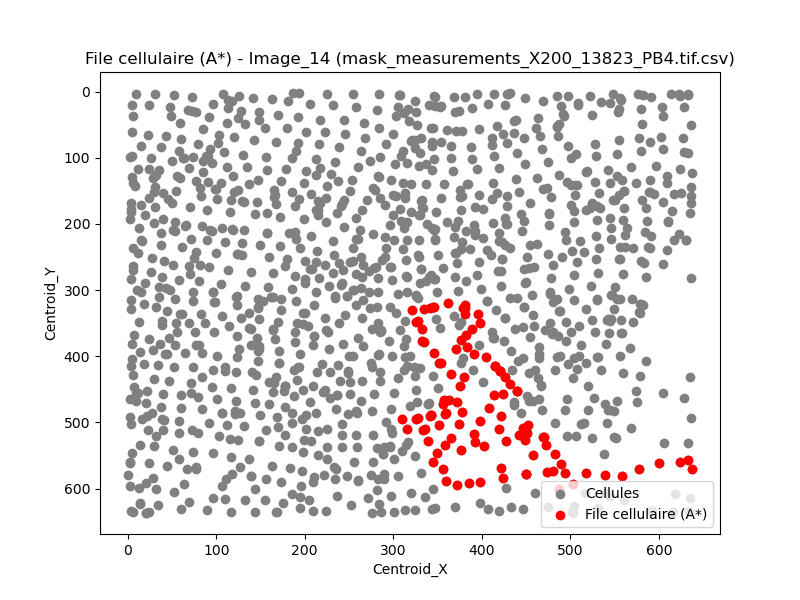 File cellulaire (A*) - Image_14 (mask_measurements_X200_13823_PB4.tif.csv)
0
100
200
300
400
500
600
Centroid_Y
0
100
200
300
400
500
600
Centroid_X
Cellules
File cellulaire (A*)